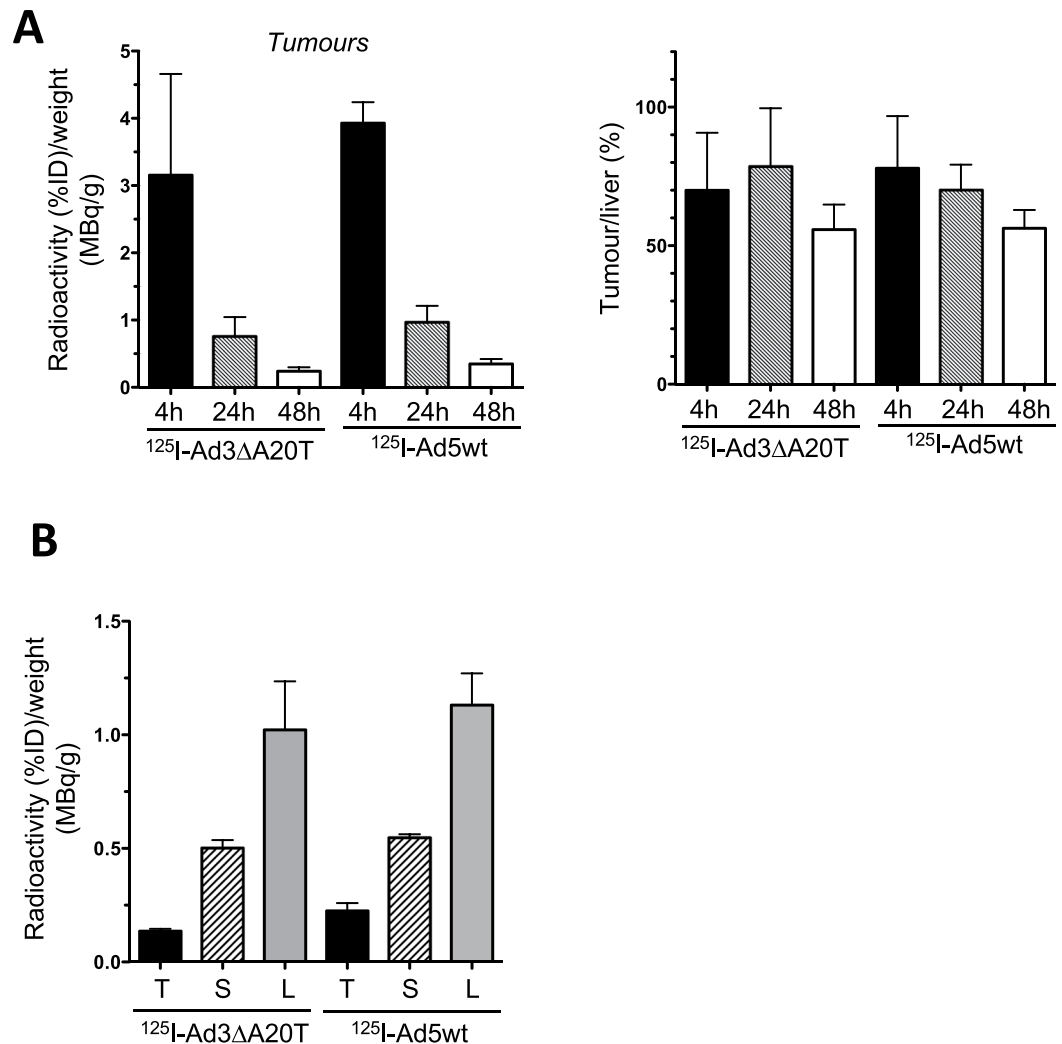 A
Tumours
Radioactivity (%ID)/weight
(MBq/g)
5
4
3
2
1
0
4h 24h 48h 4h 24h 48h
¹²⁵I-Ad3ΔA20T ¹²⁵I-Ad5wt
Tumour/liver (%)
100
50
0
4h 24h 48h 4h 24h 48h
¹²⁵I-Ad3ΔA20T ¹²⁵I-Ad5wt
B
Radioactivity (%ID)/weight
(MBq/g)
1.5
1.0
0.5
0.0
T S L T S L
¹²⁵I-Ad3ΔA20T ¹²⁵I-Ad5wt